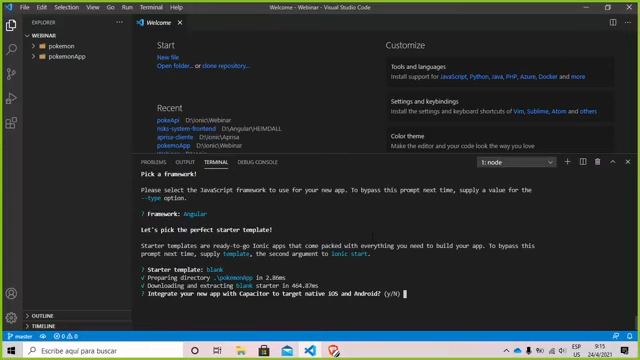 File Edit Selection View Go Run Terminal Help
Welcome - Webinar - Visual Studio Code
EXPLORER
Welcome
WEBINAR
pokemon
pokemonApp
Start
New file
Open folder... or clone repository...
Recent
pokeApi D:\Ionic\Webinar
risks-system-frontend D:\Angular\HEIMDALL
aprisa-cliente D:\Ionic\Aprisa
pokemoApp D:\Ionic\Webinar
Customize
Tools and languages
Install support for JavaScript, Python, Java, PHP, Azure, Docker and more
Settings and keybindings
Install the settings and keyboard shortcuts of Vim, Sublime, Atom and others
Color theme
Make the editor and your code look the way you love
PROBLEMS OUTPUT TERMINAL DEBUG CONSOLE
1: node
Pick a framework!
Please select the JavaScript framework to use for your new app. To bypass this prompt next time, supply a value for the
--type option.
? Framework: Angular
Let's pick the perfect starter template!
Starter templates are ready-to-go Ionic apps that come packed with everything you need to build your app. To bypass this
prompt next time, supply template, the second argument to ionic start.
? Starter template: blank
√ Preparing directory .\pokemonApp in 2.86ms
√ Downloading and extracting blank starter in 464.87ms
? Integrate your new app with Capacitor to target native iOS and Android? (y/N)
OUTLINE
TIMELINE
master
0 0
Escribe aquí para buscar
ESP
9:15
24/4/2021